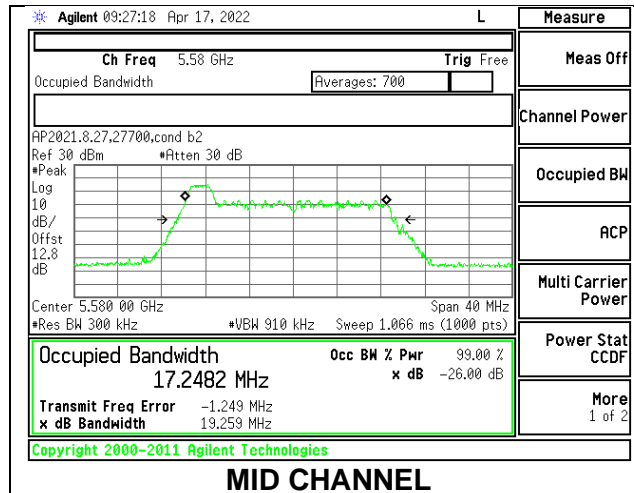 Agilent 09:27:18 Apr 17, 2022 L Measure
Ch Freq 5.58 GHz Trig Free
Meas Off
Occupied Bandwidth Averages: 700
Channel Power
AP2021.8.27,27700,cond b2
Ref 30 dBm #Atten 30 dB
Occupied BW
#Peak
Log
10
dB/
Offst
12.8
dB
ACP
Multi Carrier
Power
Center 5.580 00 GHz Span 40 MHz
#Res BW 300 kHz #VBW 910 kHz Sweep 1.066 ms (1000 pts)
Power Stat
CCDF
Occupied Bandwidth Occ BW % Pwr 99.00 %
17.2482 MHz x dB -26.00 dB
Transmit Freq Error -1.249 MHz
x dB Bandwidth 19.259 MHz
More
1 of 2
Copyright 2000-2011 Agilent Technologies
MID CHANNEL